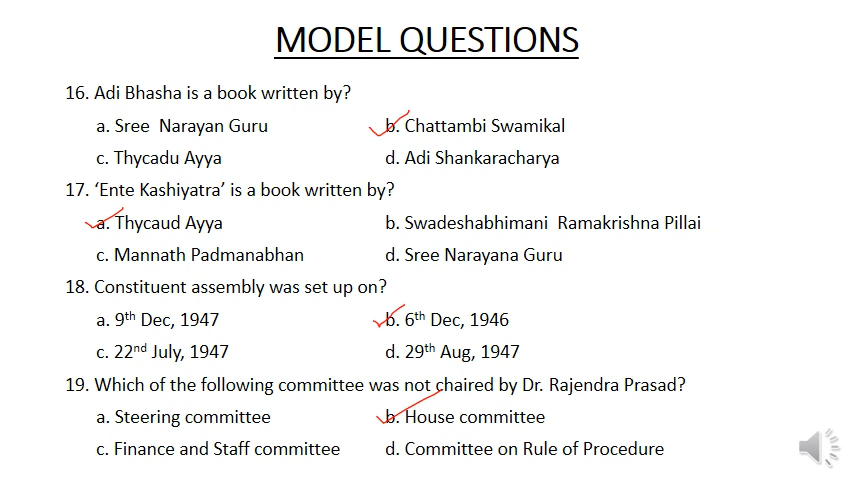 MODEL QUESTIONS
16. Adi Bhasha is a book written by?
a. Sree Narayan Guru b. Chattambi Swamikal
c. Thycadu Ayya d. Adi Shankaracharya
17. ‘Ente Kashiyatra’ is a book written by?
a. Thycaud Ayya b. Swadeshabhimani Ramakrishna Pillai
c. Mannath Padmanabhan d. Sree Narayana Guru
18. Constituent assembly was set up on?
a. 9th Dec, 1947 b. 6th Dec, 1946
c. 22nd July, 1947 d. 29th Aug, 1947
19. Which of the following committee was not chaired by Dr. Rajendra Prasad?
a. Steering committee b. House committee
c. Finance and Staff committee d. Committee on Rule of Procedure